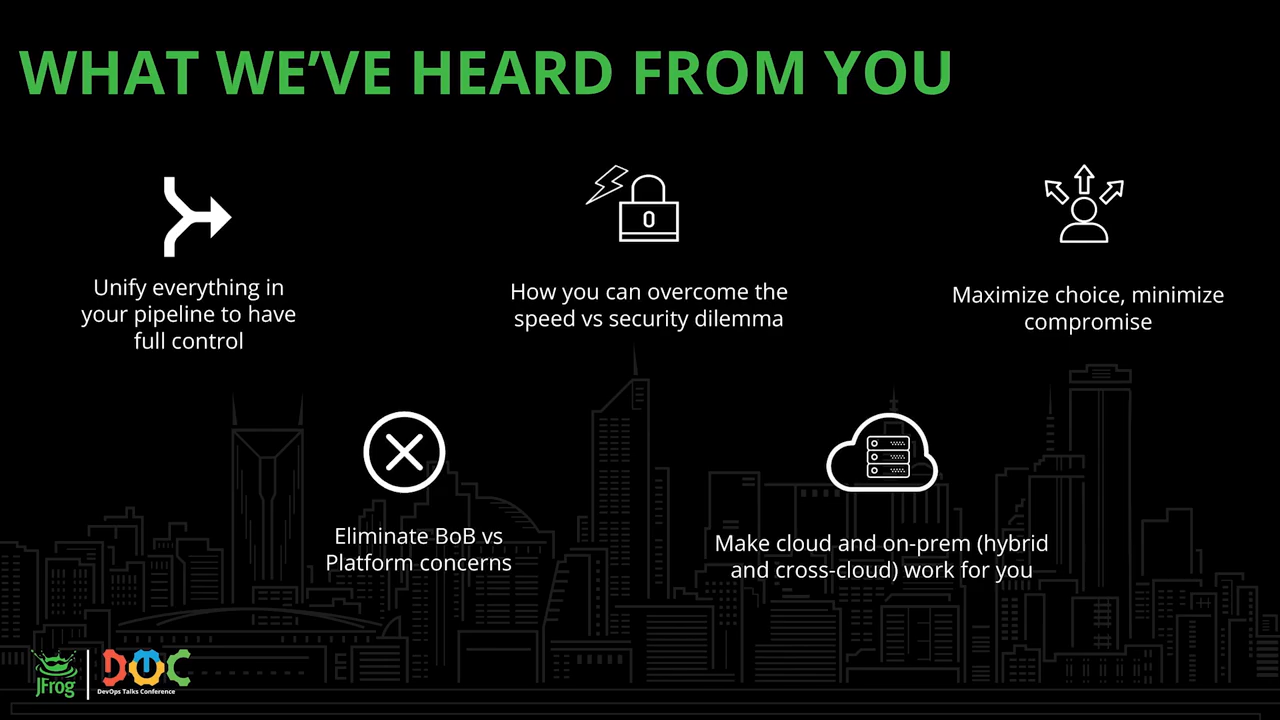 WHAT WE'VE HEARD FROM YOU
Unify everything in
your pipeline to have
full control
How you can overcome the
speed vs security dilemma
Maximize choice, minimize
compromise
Eliminate BoB vs
Platform concerns
Make cloud and on-prem (hybrid
and cross-cloud) work for you
JFrog
DOC
DevOps Talks Conference